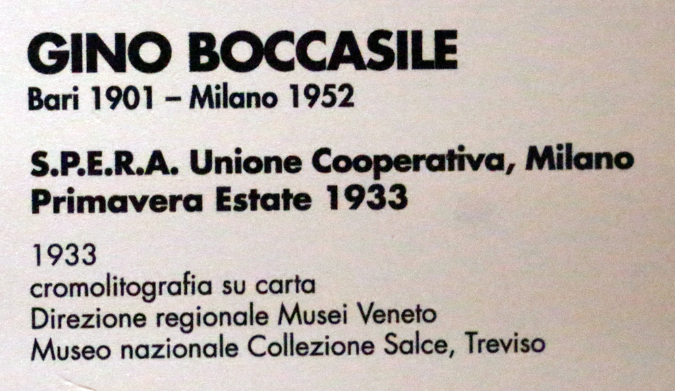 GINO BOCCASILE
Bari 1901 – Milano 1952
S.P.E.R.A. Unione Cooperativa, Milano
Primavera Estate 1933
1933
cromolitografia su carta
Direzione regionale Musei Veneto
Museo nazionale Collezione Salce, Treviso